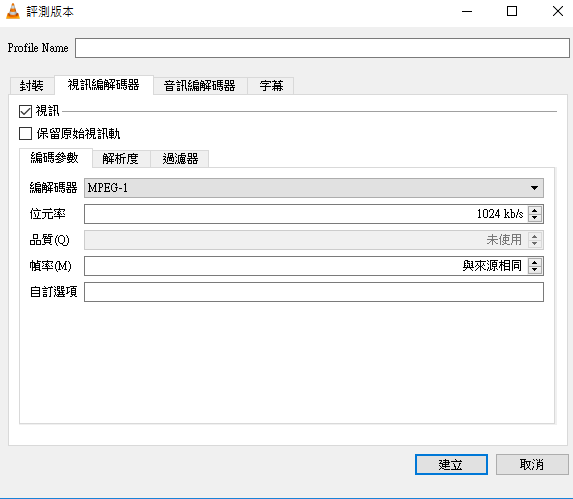 評測版本
Profile Name
封裝 視訊編解碼器 音訊編解碼器 字幕
視訊
保留原始視訊軌
編碼參數 解析度 過濾器
編解碼器 MPEG-1
位元率 1024 kb/s
品質(Q) 未使用
幀率(M) 與來源相同
自訂選項
建立 取消